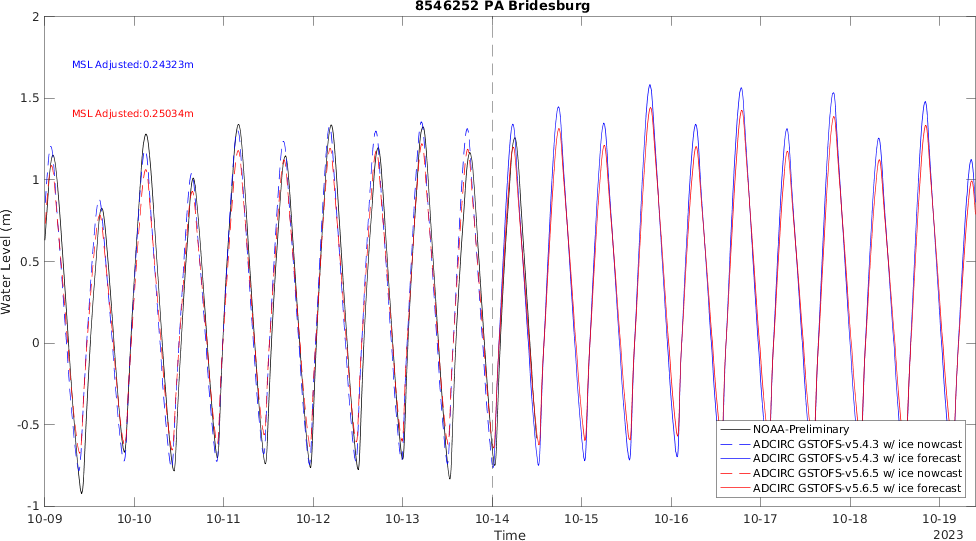 8546252 PA Bridesburg
2
1.5
1
0.5
0
-0.5
-1
Water Level (m)
MSL Adjusted:0.24323m
MSL Adjusted:0.25034m
NOAA-Preliminary
ADCIRC GSTOFS-v5.4.3 w/ ice nowcast
ADCIRC GSTOFS-v5.4.3 w/ ice forecast
ADCIRC GSTOFS-v5.6.5 w/ ice nowcast
ADCIRC GSTOFS-v5.6.5 w/ ice forecast
10-09 10-10 10-11 10-12 10-13 10-14 10-15 10-16 10-17 10-18 10-19
Time
2023